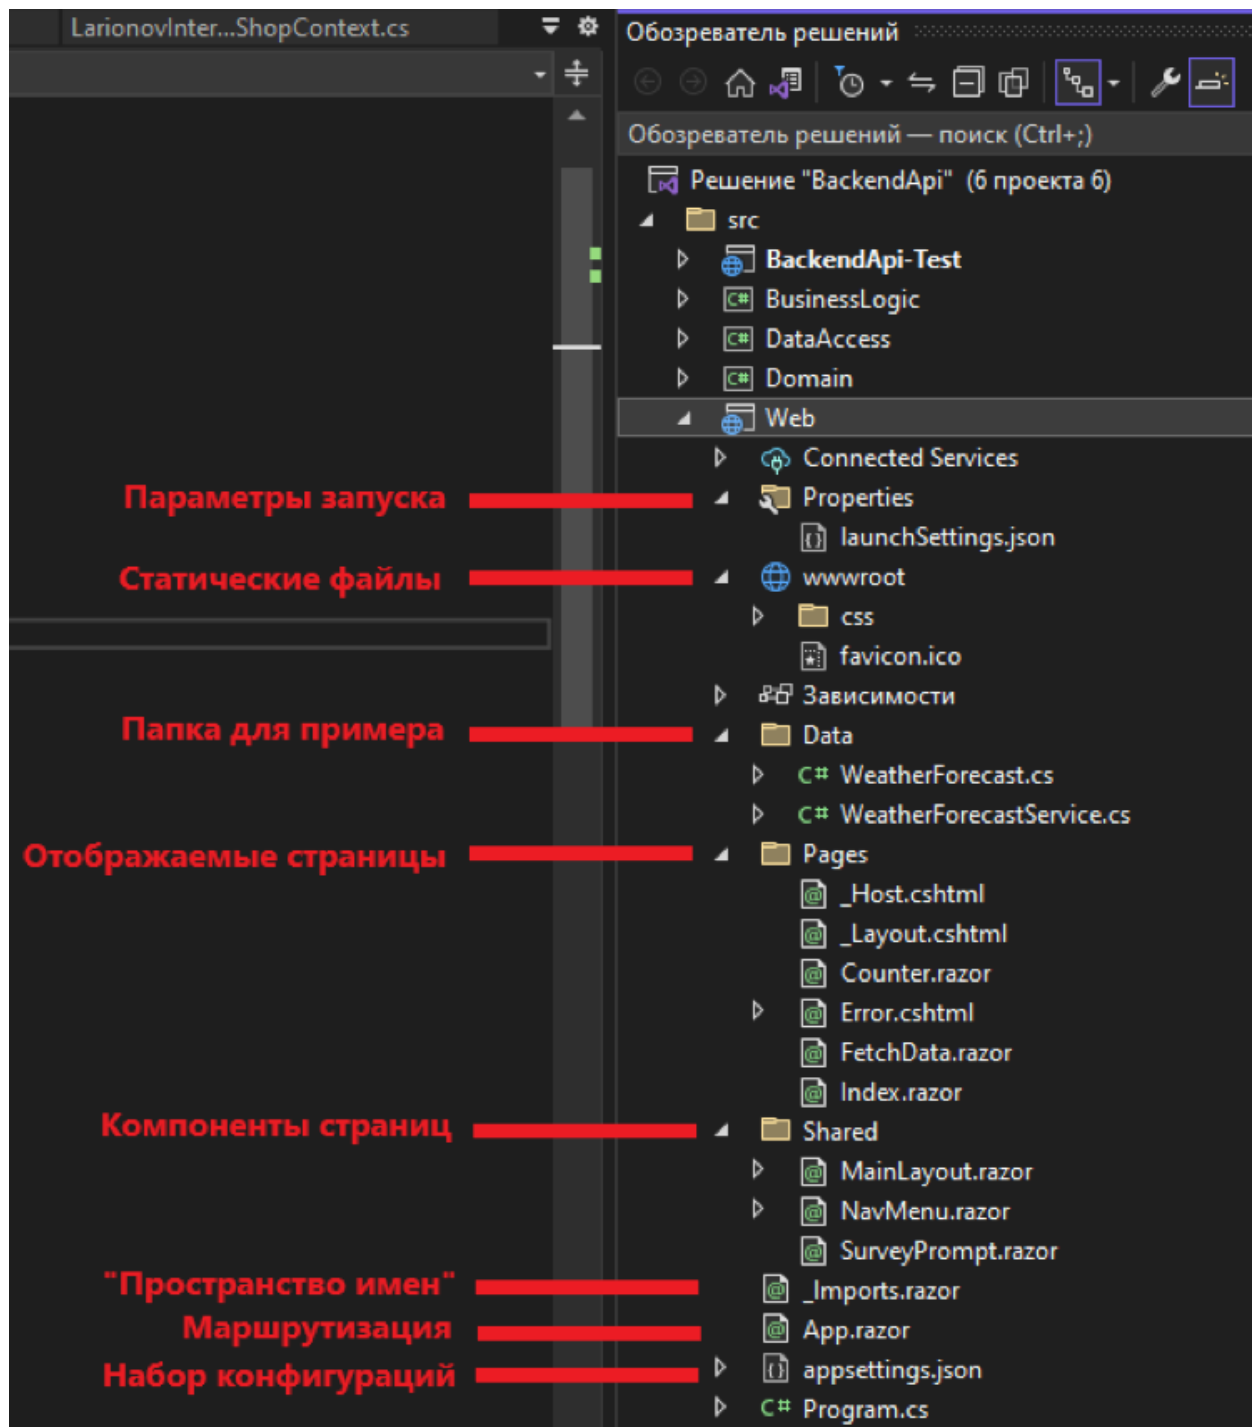 LarionovInter...ShopContext.cs
Обозреватель решений
Обозреватель решений — поиск (Ctrl+;)
Решение "BackendApi" (6 проекта 6)
src
BackendApi-Test
C# BusinessLogic
C# DataAccess
C# Domain
Web
Connected Services
Параметры запуска Properties
launchSettings.json
Статические файлы wwwroot
css
favicon.ico
Зависимости
Папка для примера Data
C# WeatherForecast.cs
C# WeatherForecastService.cs
Отображаемые страницы Pages
@ _Host.cshtml
@ _Layout.cshtml
@ Counter.razor
@ Error.cshtml
@ FetchData.razor
@ Index.razor
Компоненты страниц Shared
@ MainLayout.razor
@ NavMenu.razor
@ SurveyPrompt.razor
"Пространство имен" @ _Imports.razor
Маршрутизация @ App.razor
Набор конфигураций appsettings.json
C# Program.cs